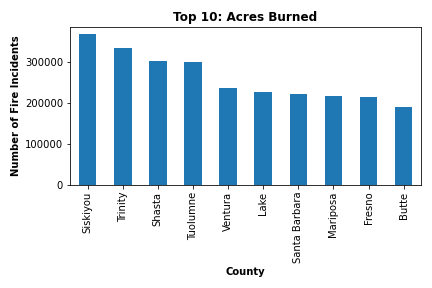 Top 10: Acres Burned
Number of Fire Incidents
300000
200000
100000
0
Siskiyou
Trinity
Shasta
Tuolumne
Ventura
Lake
Santa Barbara
Mariposa
Fresno
Butte
County